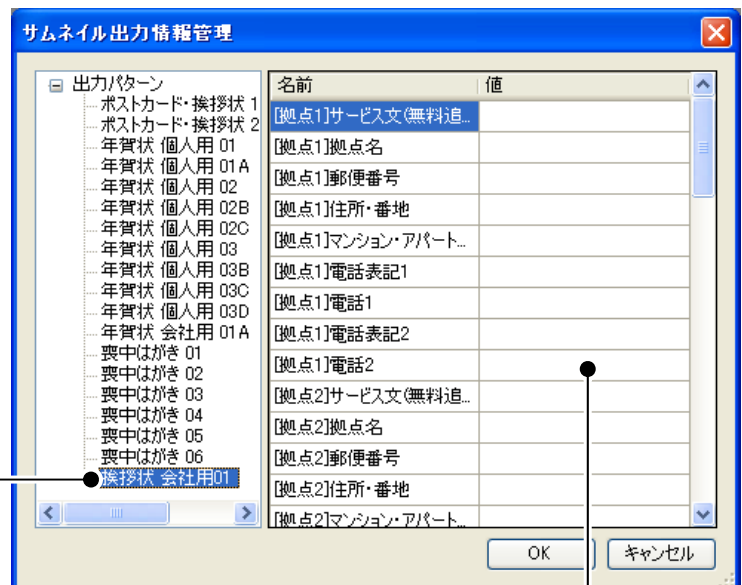 サムネイル出力情報管理
出力パターン
ポストカード・挨拶状 1
ポストカード・挨拶状 2
年賀状 個人用 01
年賀状 個人用 01A
年賀状 個人用 02
年賀状 個人用 02B
年賀状 個人用 02C
年賀状 個人用 03
年賀状 個人用 03B
年賀状 個人用 03C
年賀状 個人用 03D
年賀状 会社用 01A
喪中はがき 01
喪中はがき 02
喪中はがき 03
喪中はがき 04
喪中はがき 05
喪中はがき 06
挨拶状 会社用01
名前 値
[拠点1]サービス文(無料追...
[拠点1]拠点名
[拠点1]郵便番号
[拠点1]住所・番地
[拠点1]マンション・アパート...
[拠点1]電話表記1
[拠点1]電話1
[拠点1]電話表記2
[拠点1]電話2
[拠点2]サービス文(無料追...
[拠点2]拠点名
[拠点2]郵便番号
[拠点2]住所・番地
[拠点2]マンション・アパート...
OK キャンセル